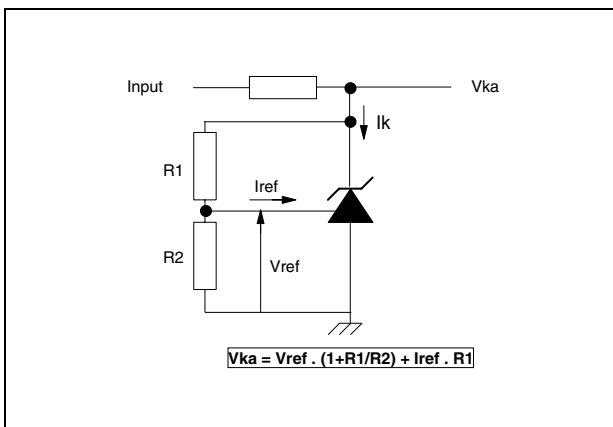 Input
Vka
Ik
R1
Iref
R2
Vref
Vka = Vref . (1+R1/R2) + Iref . R1